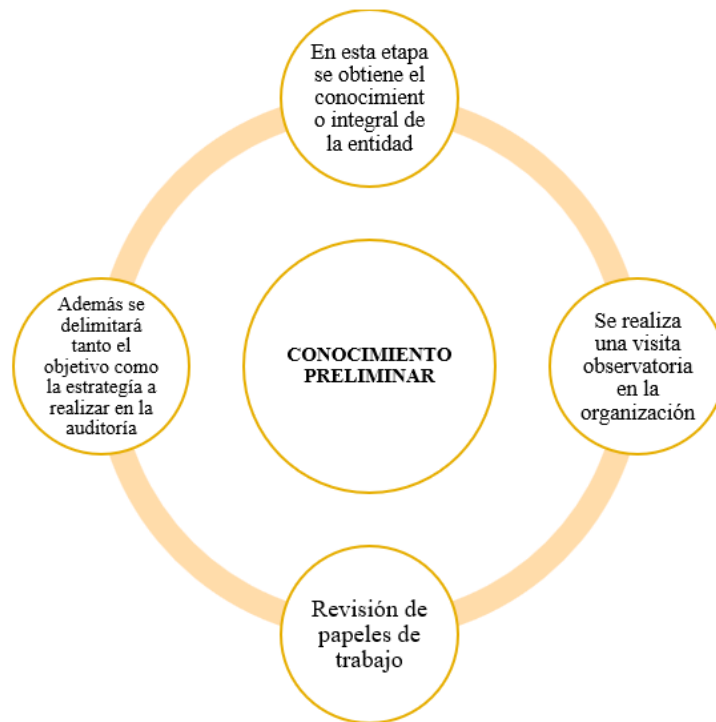 En esta etapa
se obtiene el
conocimient
o integral de
la entidad
Además se
delimitará
tanto el
objetivo como
la estrategía a
realizar en la
auditoría
CONOCIMIENTO
PRELIMINAR
Se realiza
una visita
observatoria
en la
organización
Revisión de
papeles de
trabajo